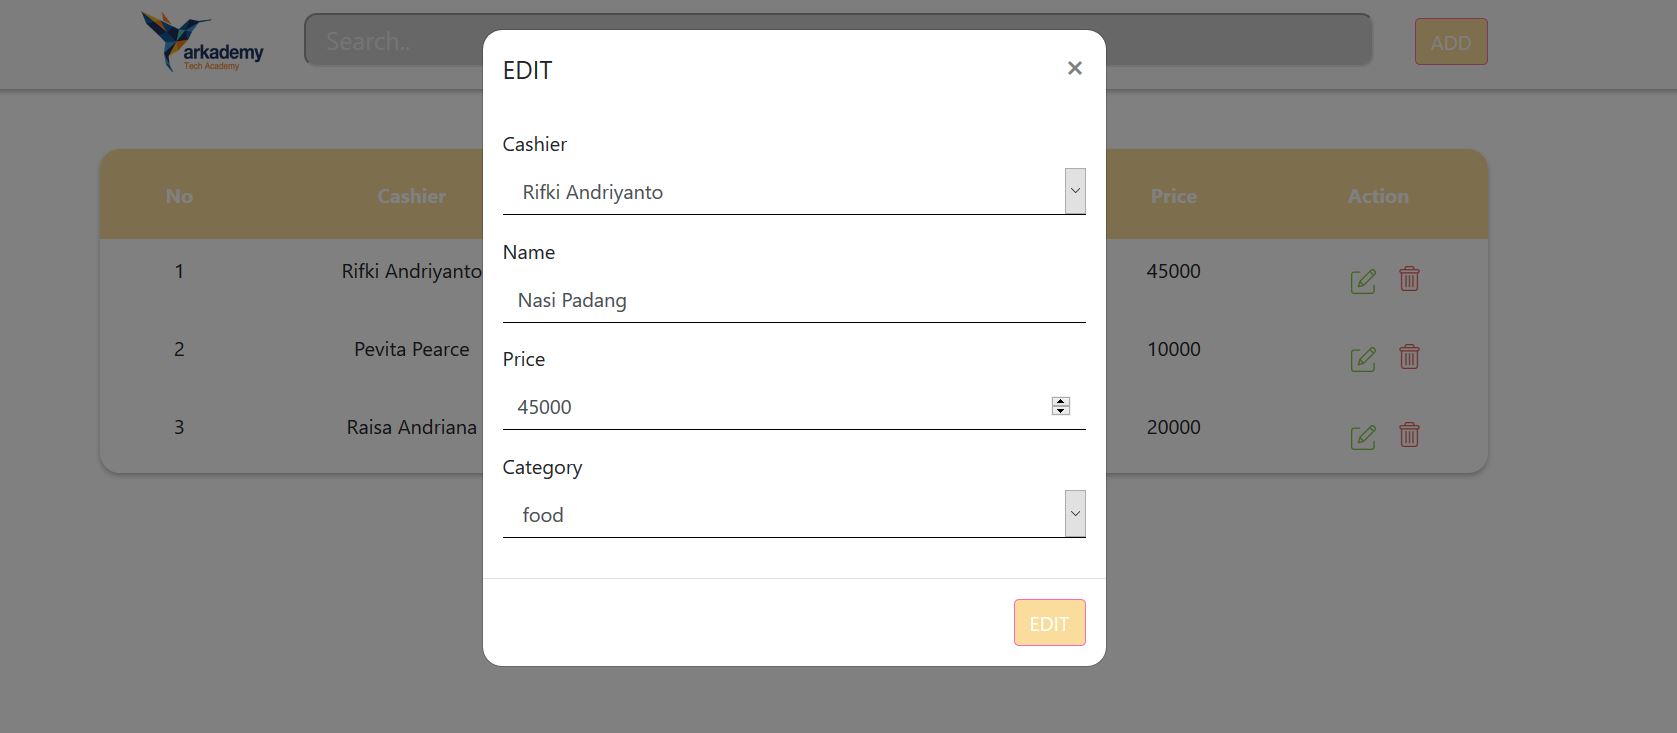 arkademy
Tech Academy
Search..
ADD
EDIT
×
Cashier
Rifki Andriyanto
Name
Nasi Padang
Price
45000
Category
food
EDIT
No Cashier Price Action
1 Rifki Andriyanto 45000
2 Pevita Pearce 10000
3 Raisa Andriana 20000